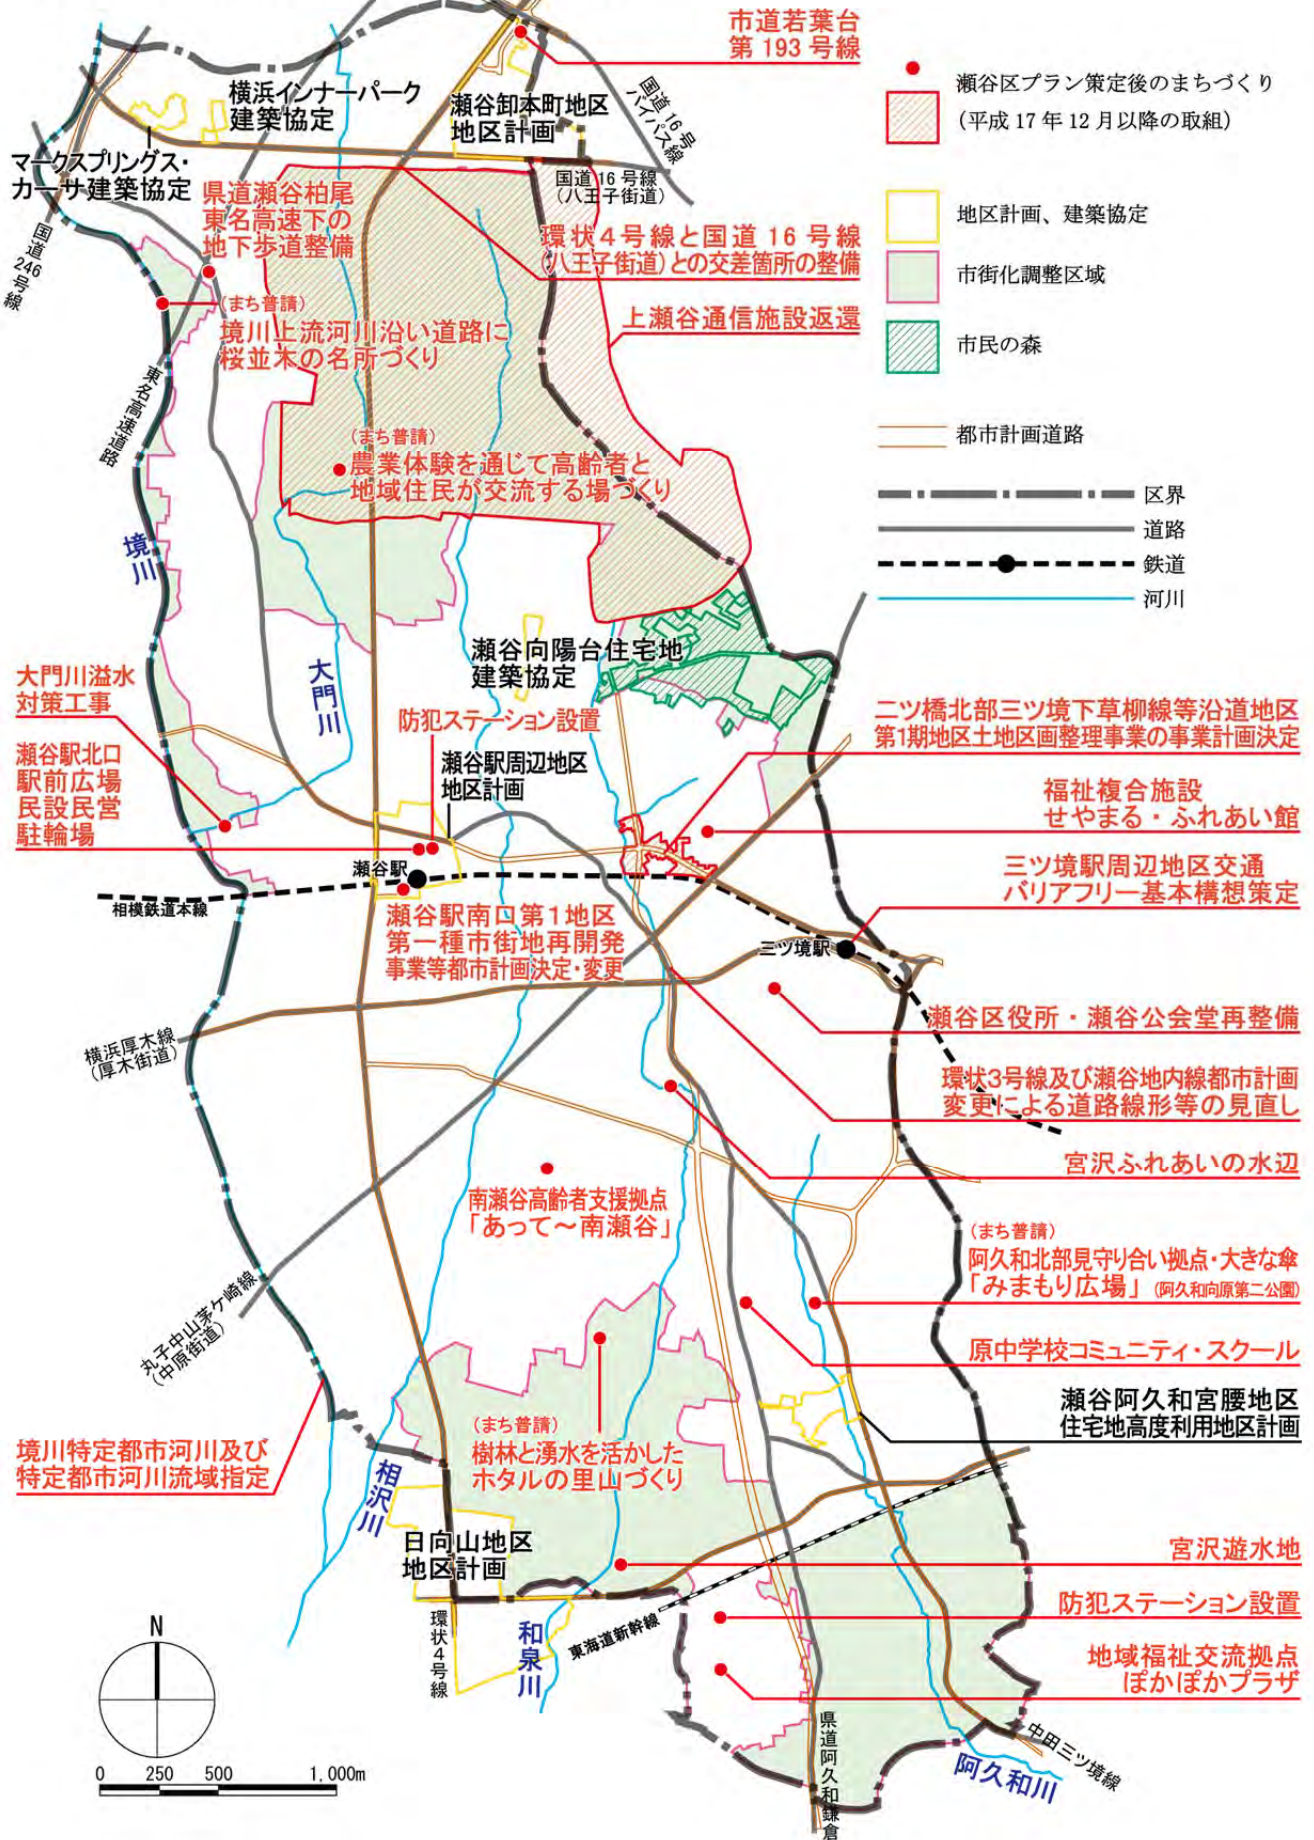 市道若葉台
第 193 号線
瀬谷区プラン策定後のまちづくり
(平成 17 年 12 月以降の取組)
地区計画、建築協定
市街化調整区域
市民の森
都市計画道路
区界
道路
鉄道
河川
横浜インナーパーク
建築協定
瀬谷卸本町地区
地区計画
国道 16 号
バイパス線
マークスプリングス・
カーサ建築協定
国道 16 号線
(八王子街道)
県道瀬谷柏尾
東名高速下の
地下歩道整備
国道
246
号線
環状4号線と国道 16 号線
(八王子街道)との交差箇所の整備
(まち普請)
境川上流河川沿い道路に
桜並木の名所づくり
上瀬谷通信施設返還
東名高速道路
(まち普請)
農業体験を通じて高齢者と
地域住民が交流する場づくり
境川
瀬谷向陽台住宅地
建築協定
大門川
大門川溢水
対策工事
防犯ステーション設置
二ツ橋北部三ツ境下草柳線等沿道地区
第1期地区土地区画整理事業の事業計画決定
瀬谷駅北口
駅前広場
民設民営
駐輪場
瀬谷駅周辺地区
地区計画
福祉複合施設
せやまる・ふれあい館
瀬谷駅
三ツ境駅周辺地区交通
バリアフリー基本構想策定
相模鉄道本線
瀬谷駅南口第1地区
第一種市街地再開発
事業等都市計画決定・変更
三ツ境駅
瀬谷区役所・瀬谷公会堂再整備
横浜厚木線
(厚木街道)
環状3号線及び瀬谷地内線都市計画
変更による道路線形等の見直し
宮沢ふれあいの水辺
南瀬谷高齢者支援拠点
「あって～南瀬谷」
(まち普請)
阿久和北部見守り合い拠点・大きな傘
「みまもり広場」(阿久和向原第二公園)
丸子中山茅ケ崎線
(中原街道)
原中学校コミュニティ・スクール
瀬谷阿久和宮腰地区
住宅地高度利用地区計画
(まち普請)
樹林と湧水を活かした
ホタルの里山づくり
境川特定都市河川及び
特定都市河川流域指定
相沢川
日向山地区
地区計画
宮沢遊水地
防犯ステーション設置
環状4号線
和泉川
東海道新幹線
地域福祉交流拠点
ぽかぽかプラザ
N
県道阿久和鎌倉
中田三ツ境線
阿久和川
0 250 500 1,000m